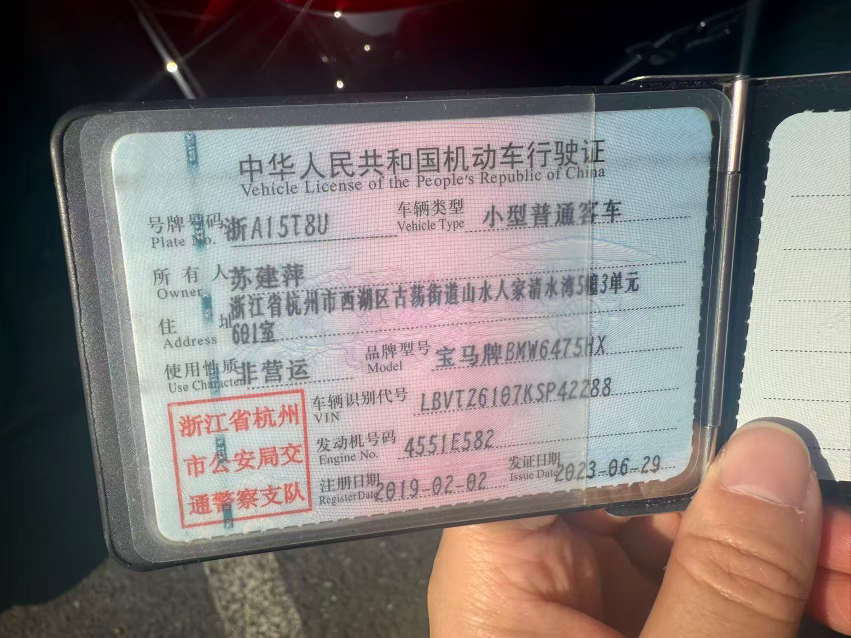 中华人民共和国机动车行驶证
Vehicle License of the People's Republic of China
号牌号码 浙A15T8U 车辆类型 小型普通客车
Plate No. Vehicle Type
所有人 苏建萍
Owner
住址 浙江省杭州市西湖区古荡街道山水人家清水湾5幢3单元
Address 601室
使用性质 非营运 品牌型号 宝马牌BMW6475HX
Use Character Model
浙江省杭州
市公安局交
通警察支队
车辆识别代号 LBVTZ6107KSP42288
VIN
发动机号码 4551E582
Engine No.
注册日期 2019-02-02 发证日期 2023-06-29
Register Date Issue Date